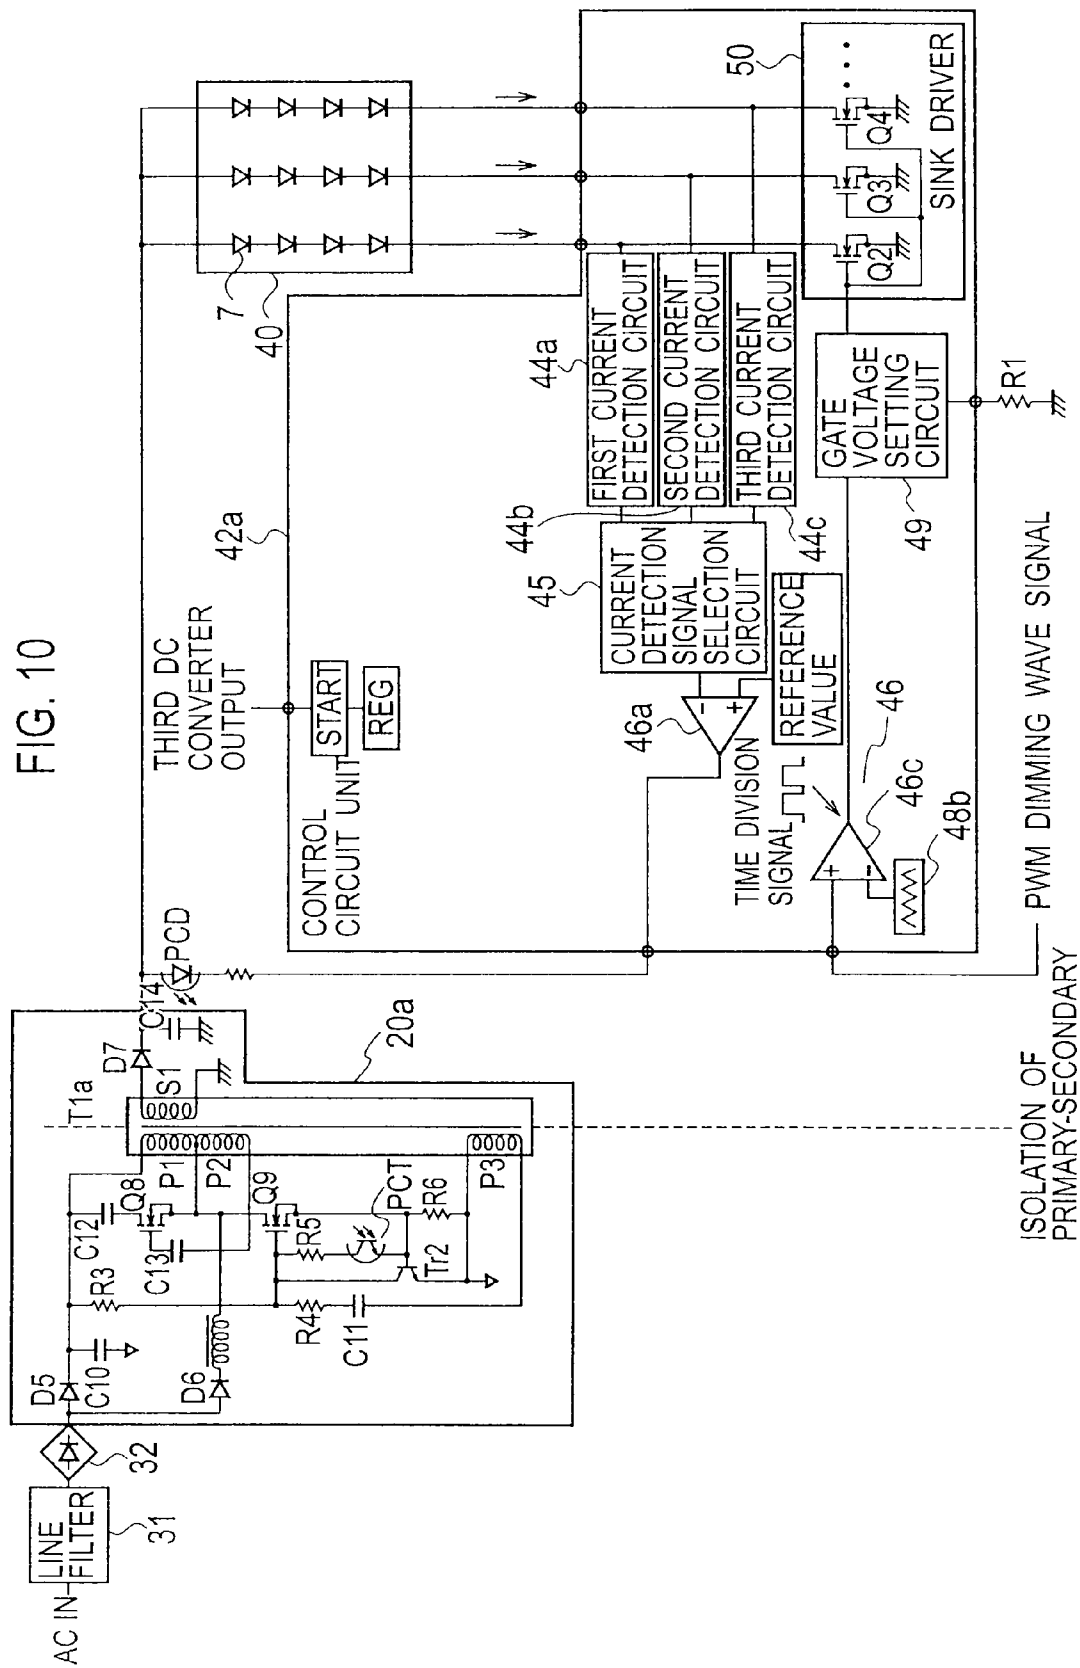 FIG. 10
AC IN
LINE
FILTER
31
32
D5
C10
R3
C12
Q8
C13
D6
P1
P2
Q9
R4
C11
R5
PCT
Tr2
R6
P3
T1a
S1
D7
C14
PCD
20a
ISOLATION OF
PRIMARY-SECONDARY
THIRD DC
CONVERTER
OUTPUT
42a
CONTROL
CIRCUIT UNIT
START
REG
7
40
FIRST CURRENT
DETECTION CIRCUIT
44a
SECOND CURRENT
DETECTION CIRCUIT
44b
THIRD CURRENT
DETECTION CIRCUIT
44c
CURRENT
DETECTION
SIGNAL
SELECTION
CIRCUIT
45
46a
-
+
REFERENCE
VALUE
TIME DIVISION
SIGNAL
46
+
-
46c
48b
GATE
VOLTAGE
SETTING
CIRCUIT
49
R1
50
Q2
Q3
Q4
SINK DRIVER
PWM DIMMING WAVE SIGNAL